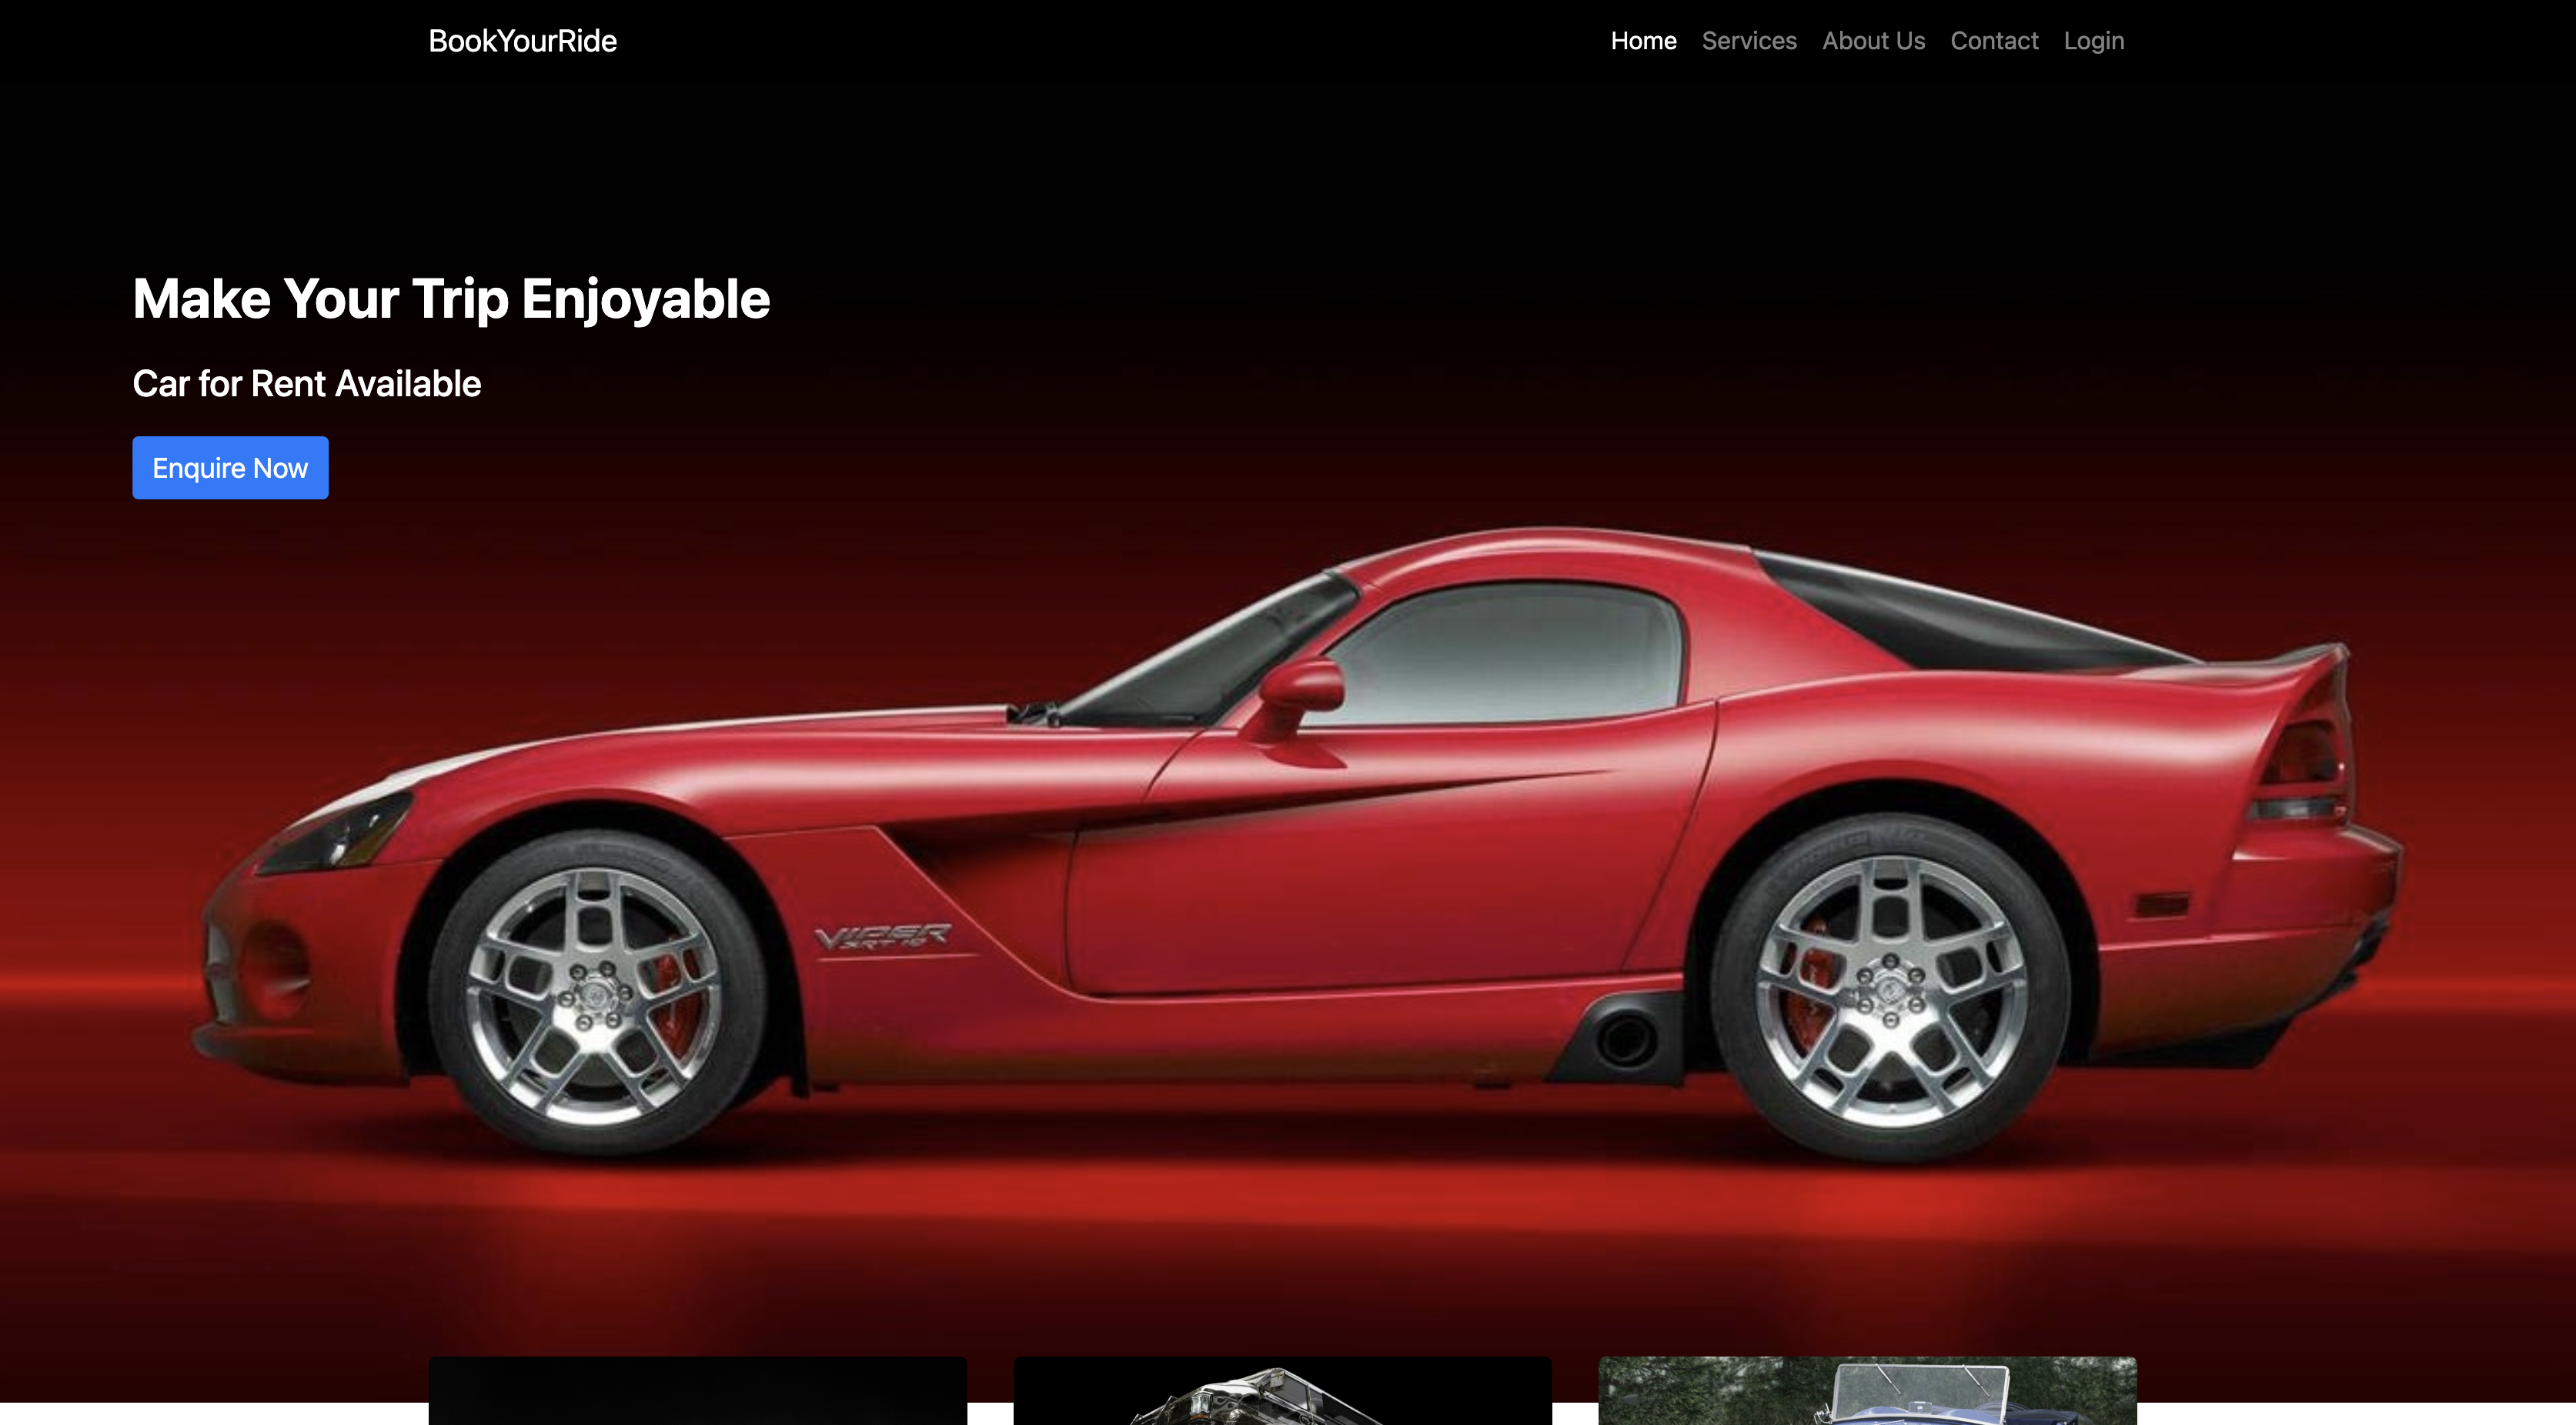 BookYourRide
Home Services About Us Contact Login
Make Your Trip Enjoyable
Car for Rent Available
Enquire Now
VIPER
SRT 10